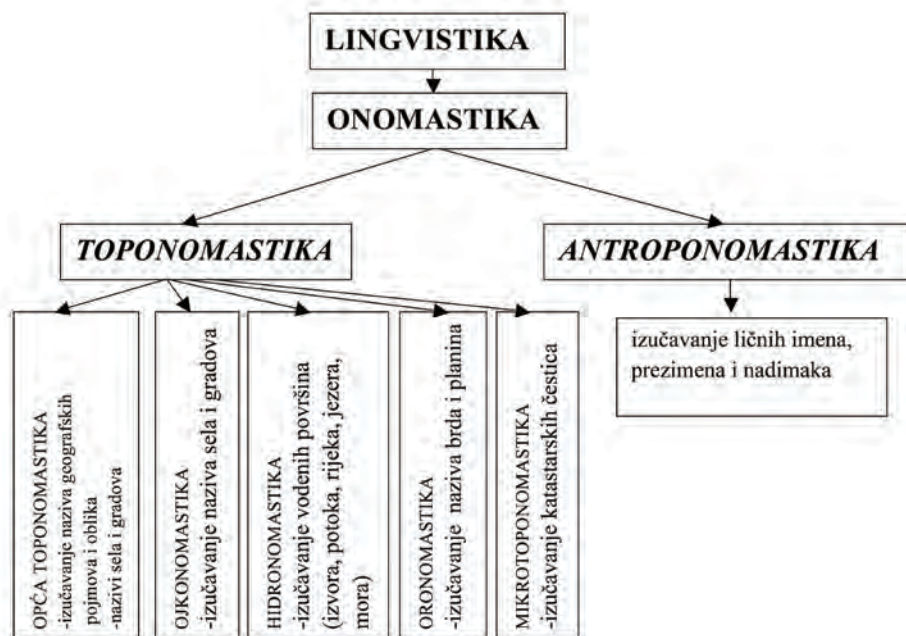 LINGVISTIKA
ONOMASTIKA
TOPONOMASTIKA
ANTROPONOMASTIKA
OPĆA TOPONOMASTIKA
-izučavanje naziva geografskih
pojmova i oblika
-nazivi sela i gradova
OJKONOMASTIKA
-izučavanje naziva sela i gradova
HIDRONOMASTIKA
-izučavanje vodenih površina
(izvora, potoka, rijeka, jezera,
mora)
ORONOMASTIKA
-izučavanje naziva brda i planina
MIKROTOPONOMASTIKA
-izučavanje katastarskih čestica
izučavanje ličnih imena,
prezimena i nadimaka